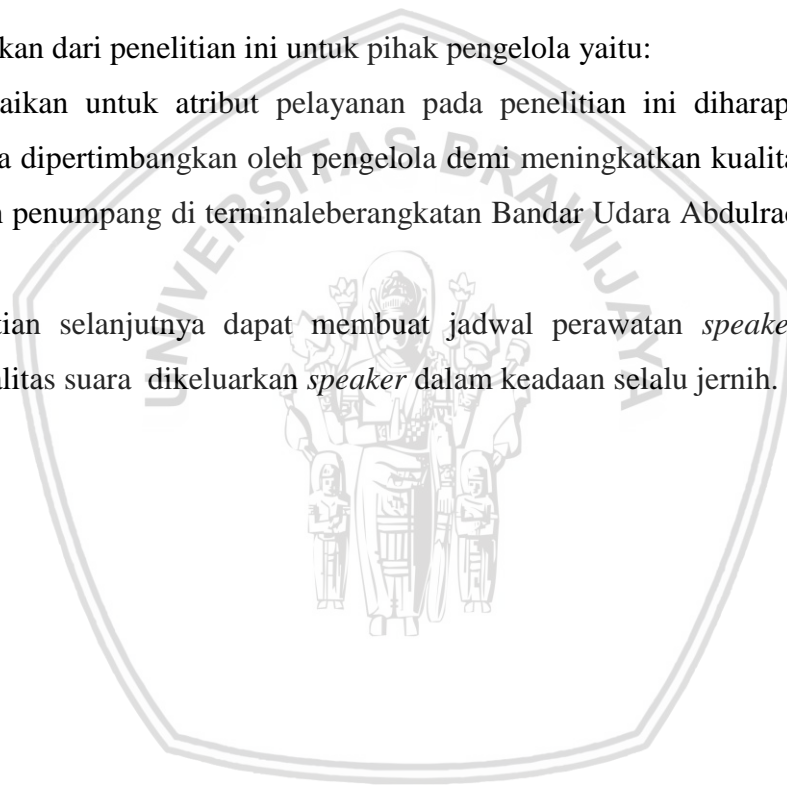 kan dari penelitian ini untuk pihak pengelola yaitu:
aikan untuk atribut pelayanan pada penelitian ini diharap
a dipertimbangkan oleh pengelola demi meningkatkan kualita
n penumpang di terminaleberangkatan Bandar Udara Abdulrac
tian selanjutnya dapat membuat jadwal perawatan speake
alitas suara  dikeluarkan speaker dalam keadaan selalu jernih.
UNIVERSITAS BRAWIJAYA